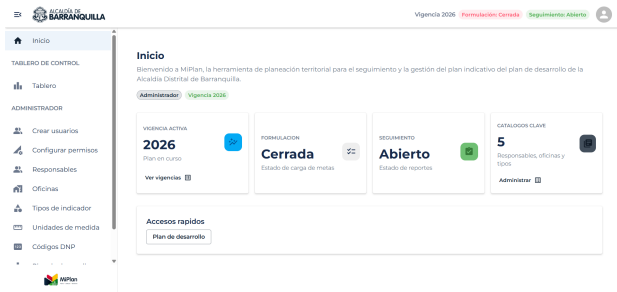 ALCALDÍA DE
BARRANQUILLA
Vigencia 2026 Formulación: Cerrada Seguimiento: Abierto
Inicio
TABLERO DE CONTROL
Tablero
ADMINISTRADOR
Crear usuarios
Configurar permisos
Responsables
Oficinas
Tipos de indicador
Unidades de medida
Códigos DNP
MiPlan
Inicio
Bienvenido a MiPlan, la herramienta de planeación territorial para el seguimiento y la gestión del plan indicativo del plan de desarrollo de la
Alcaldía Distrital de Barranquilla.
Administrador Vigencia 2026
VIGENCIA ACTIVA
2026
Plan en curso
Ver vigencias
FORMULACION
Cerrada
Estado de carga de metas
SEGUIMIENTO
Abierto
Estado de reportes
CATALOGOS CLAVE
5
Responsables, oficinas y
tipos
Administrar
Accesos rapidos
Plan de desarrollo